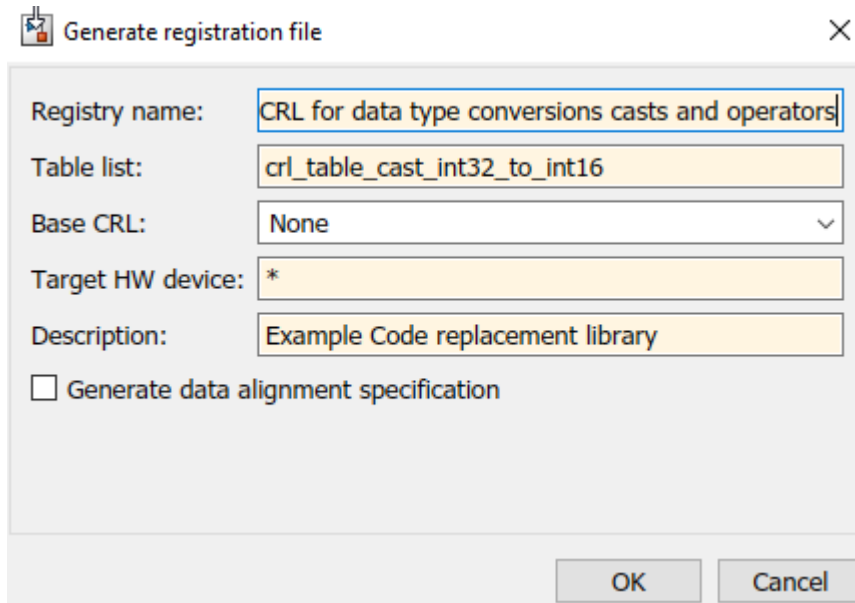 Generate registration file
Registry name: CRL for data type conversions casts and operators
Table list: crl_table_cast_int32_to_int16
Base CRL: None
Target HW device: *
Description: Example Code replacement library
Generate data alignment specification
OK Cancel